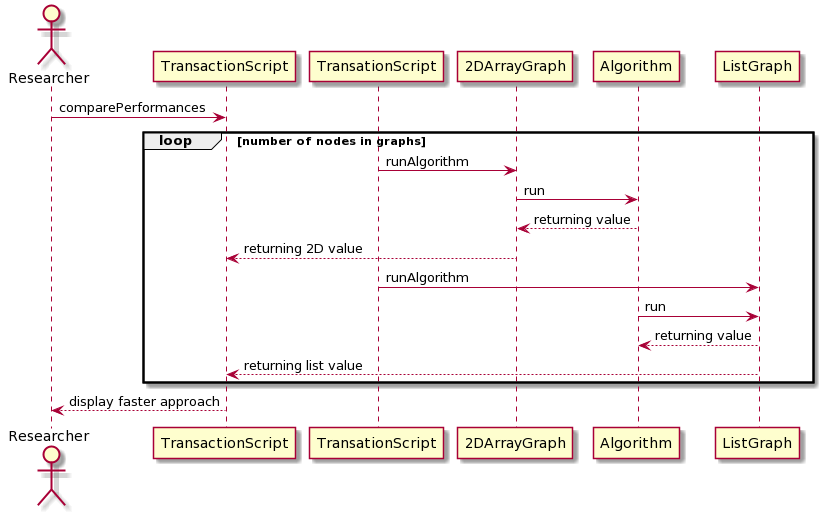 Researcher
TransactionScript
TransationScript
2DArrayGraph
Algorithm
ListGraph
comparePerformances
loop
[number of nodes in graphs]
runAlgorithm
run
returning value
returning 2D value
runAlgorithm
run
returning value
returning list value
display faster approach
Researcher
TransactionScript
TransationScript
2DArrayGraph
Algorithm
ListGraph